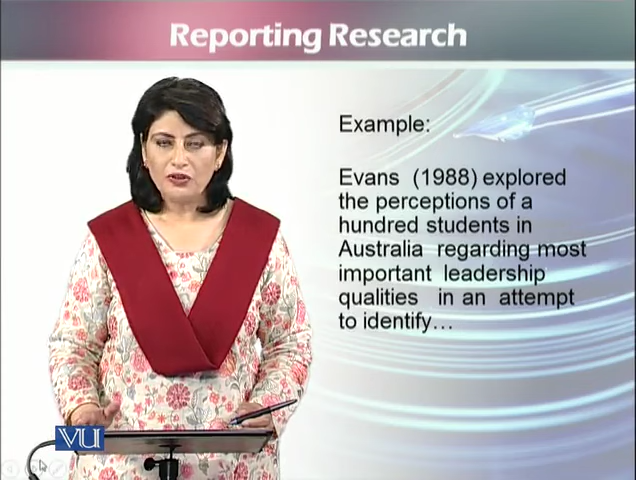 Reporting Research
Example:
Evans (1988) explored
the perceptions of a
hundred students in
Australia regarding most
important leadership
qualities in an attempt
to identify…
VU